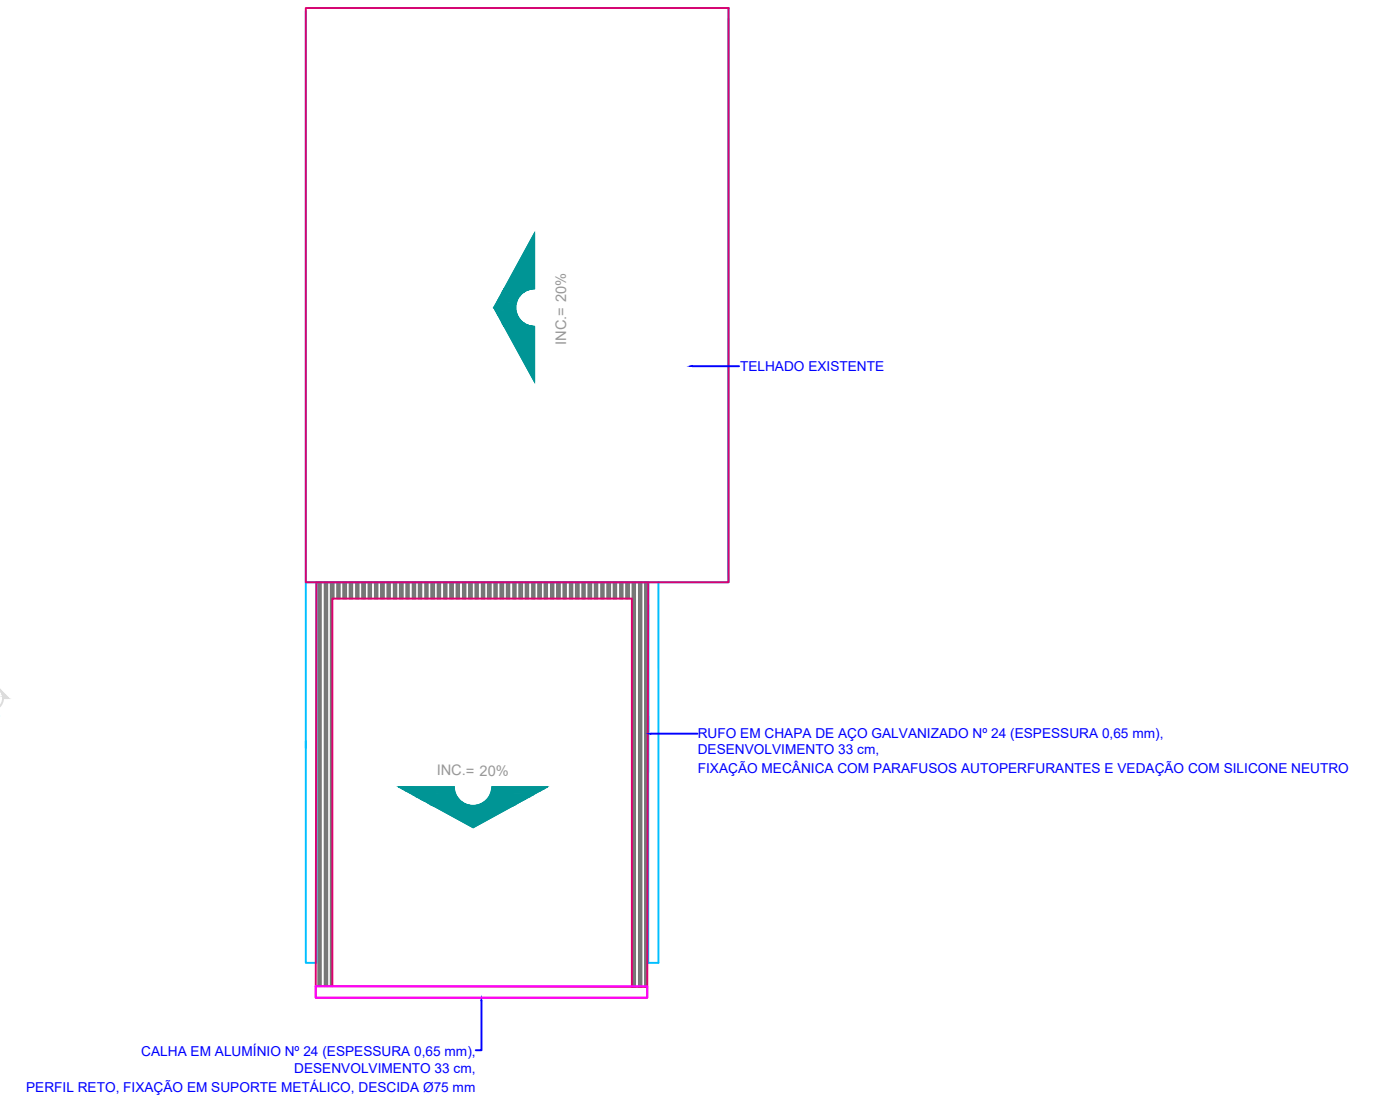 INC.= 20%
TELHADO EXISTENTE
RUFO EM CHAPA DE AÇO GALVANIZADO Nº 24 (ESPESSURA 0,65 mm),
DESENVOLVIMENTO 33 cm,
FIXAÇÃO MECÂNICA COM PARAFUSOS AUTOPERFURANTES E VEDAÇÃO COM SILICONE NEUTRO
INC.= 20%
CALHA EM ALUMÍNIO Nº 24 (ESPESSURA 0,65 mm),
DESENVOLVIMENTO 33 cm,
PERFIL RETO, FIXAÇÃO EM SUPORTE METÁLICO, DESCIDA Ø75 mm